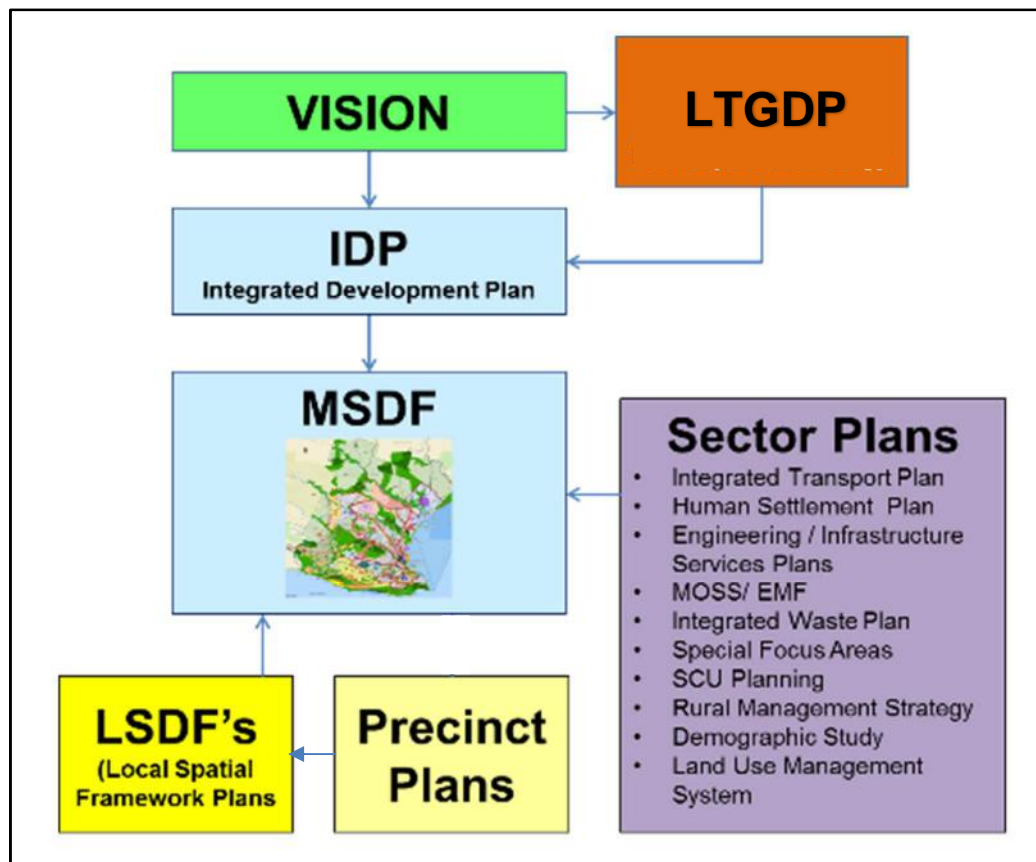 VISION
LTGDP
IDP
Integrated Development Plan
MSDF
Sector Plans
• Integrated Transport Plan
• Human Settlement Plan
• Engineering / Infrastructure
Services Plans
• MOSS/ EMF
• Integrated Waste Plan
• Special Focus Areas
• SCU Planning
• Rural Management Strategy
• Demographic Study
• Land Use Management
System
LSDF's
(Local Spatial
Framework Plans
Precinct
Plans